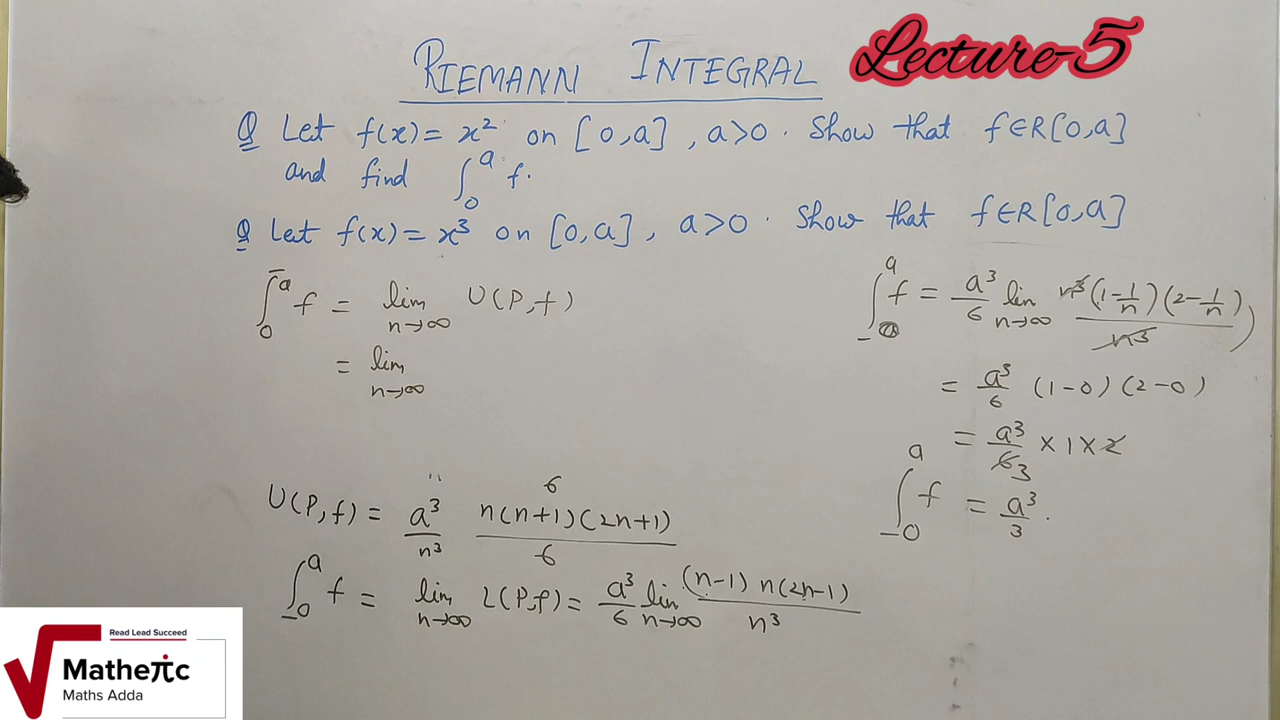 RIEMANN INTEGRAL Lecture-5
Q Let f(x) = x² on [0,a], a>0. Show that f∈R[0,a]
and find ∫₀ᵃ f.
Q Let f(x) = x³ on [0,a], a>0. Show that f∈R[0,a]
∫̄₀ᵃ f = lim n→∞ U(P,f)
= lim n→∞
U(P,f) = a³/n³ n(n+1)(2n+1)/6
∫̲₀ᵃ f = lim n→∞ L(P,f) = a³/6 lim n→∞ (n-1) n(2n-1)/n³
∫̲ᵃ f = a³/6 lim n→∞ n³(1-1/n)(2-1/n)/n³
= a³/6 (1-0)(2-0)
= a³/6 3 × 1 × 2
∫̲₀ᵃ f = a³/3.
Read Lead Succeed
Matheπc
Maths Adda